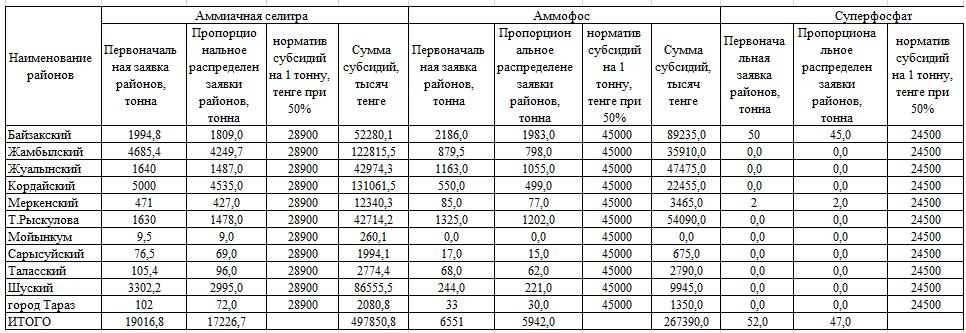 Наименование районов | Аммиачная селитра | Аммофос | Суперфосфат
Первоначальная заявка районов, тонна | Пропорциональное распределен заявки районов, тонна | норматив субсидий на 1 тонну, тенге при 50% | Сумма субсидий, тысяч тенге | Первоначальная заявка районов, тонна | Пропорциональное распределене заявки районов, тонна | норматив субсидий на 1 тонну, тенге при 50% | Сумма субсидий, тысяч тенге | Первоначальная заявка районов, тонна | Пропорциональное распределен заявки районов, тонна | норматив субсидий на 1 тонну, тенге при 50%
Байзакский | 1994,8 | 1809,0 | 28900 | 52280,1 | 2186,0 | 1983,0 | 45000 | 89235,0 | 50 | 45,0 | 24500
Жамбылский | 4685,4 | 4249,7 | 28900 | 122815,5 | 879,5 | 798,0 | 45000 | 35910,0 | 0,0 | 0,0 | 24500
Жуалынский | 1640 | 1487,0 | 28900 | 42974,3 | 1163,0 | 1055,0 | 45000 | 47475,0 | 0,0 | 0,0 | 24500
Кордайский | 5000 | 4535,0 | 28900 | 131061,5 | 550,0 | 499,0 | 45000 | 22455,0 | 0,0 | 0,0 | 24500
Меркенский | 471 | 427,0 | 28900 | 12340,3 | 85,0 | 77,0 | 45000 | 3465,0 | 2 | 2,0 | 24500
Т.Рыскулова | 1630 | 1478,0 | 28900 | 42714,2 | 1325,0 | 1202,0 | 45000 | 54090,0 | 0,0 | 0,0 | 24500
Мойынкум | 9,5 | 9,0 | 28900 | 260,1 | 0,0 | 0,0 | 45000 | 0,0 | 0,0 | 0,0 | 24500
Сарысуйский | 76,5 | 69,0 | 28900 | 1994,1 | 17,0 | 15,0 | 45000 | 675,0 | 0,0 | 0,0 | 24500
Таласский | 105,4 | 96,0 | 28900 | 2774,4 | 68,0 | 62,0 | 45000 | 2790,0 | 0,0 | 0,0 | 24500
Шуский | 3302,2 | 2995,0 | 28900 | 86555,5 | 244,0 | 221,0 | 45000 | 9945,0 | 0,0 | 0,0 | 24500
город Тараз | 102 | 72,0 | 28900 | 2080,8 | 33 | 30,0 | 45000 | 1350,0 | 0,0 | 0,0 | 24500
ИТОГО | 19016,8 | 17226,7 | | 497850,8 | 6551 | 5942,0 | | 267390,0 | 52,0 | 47,0 |